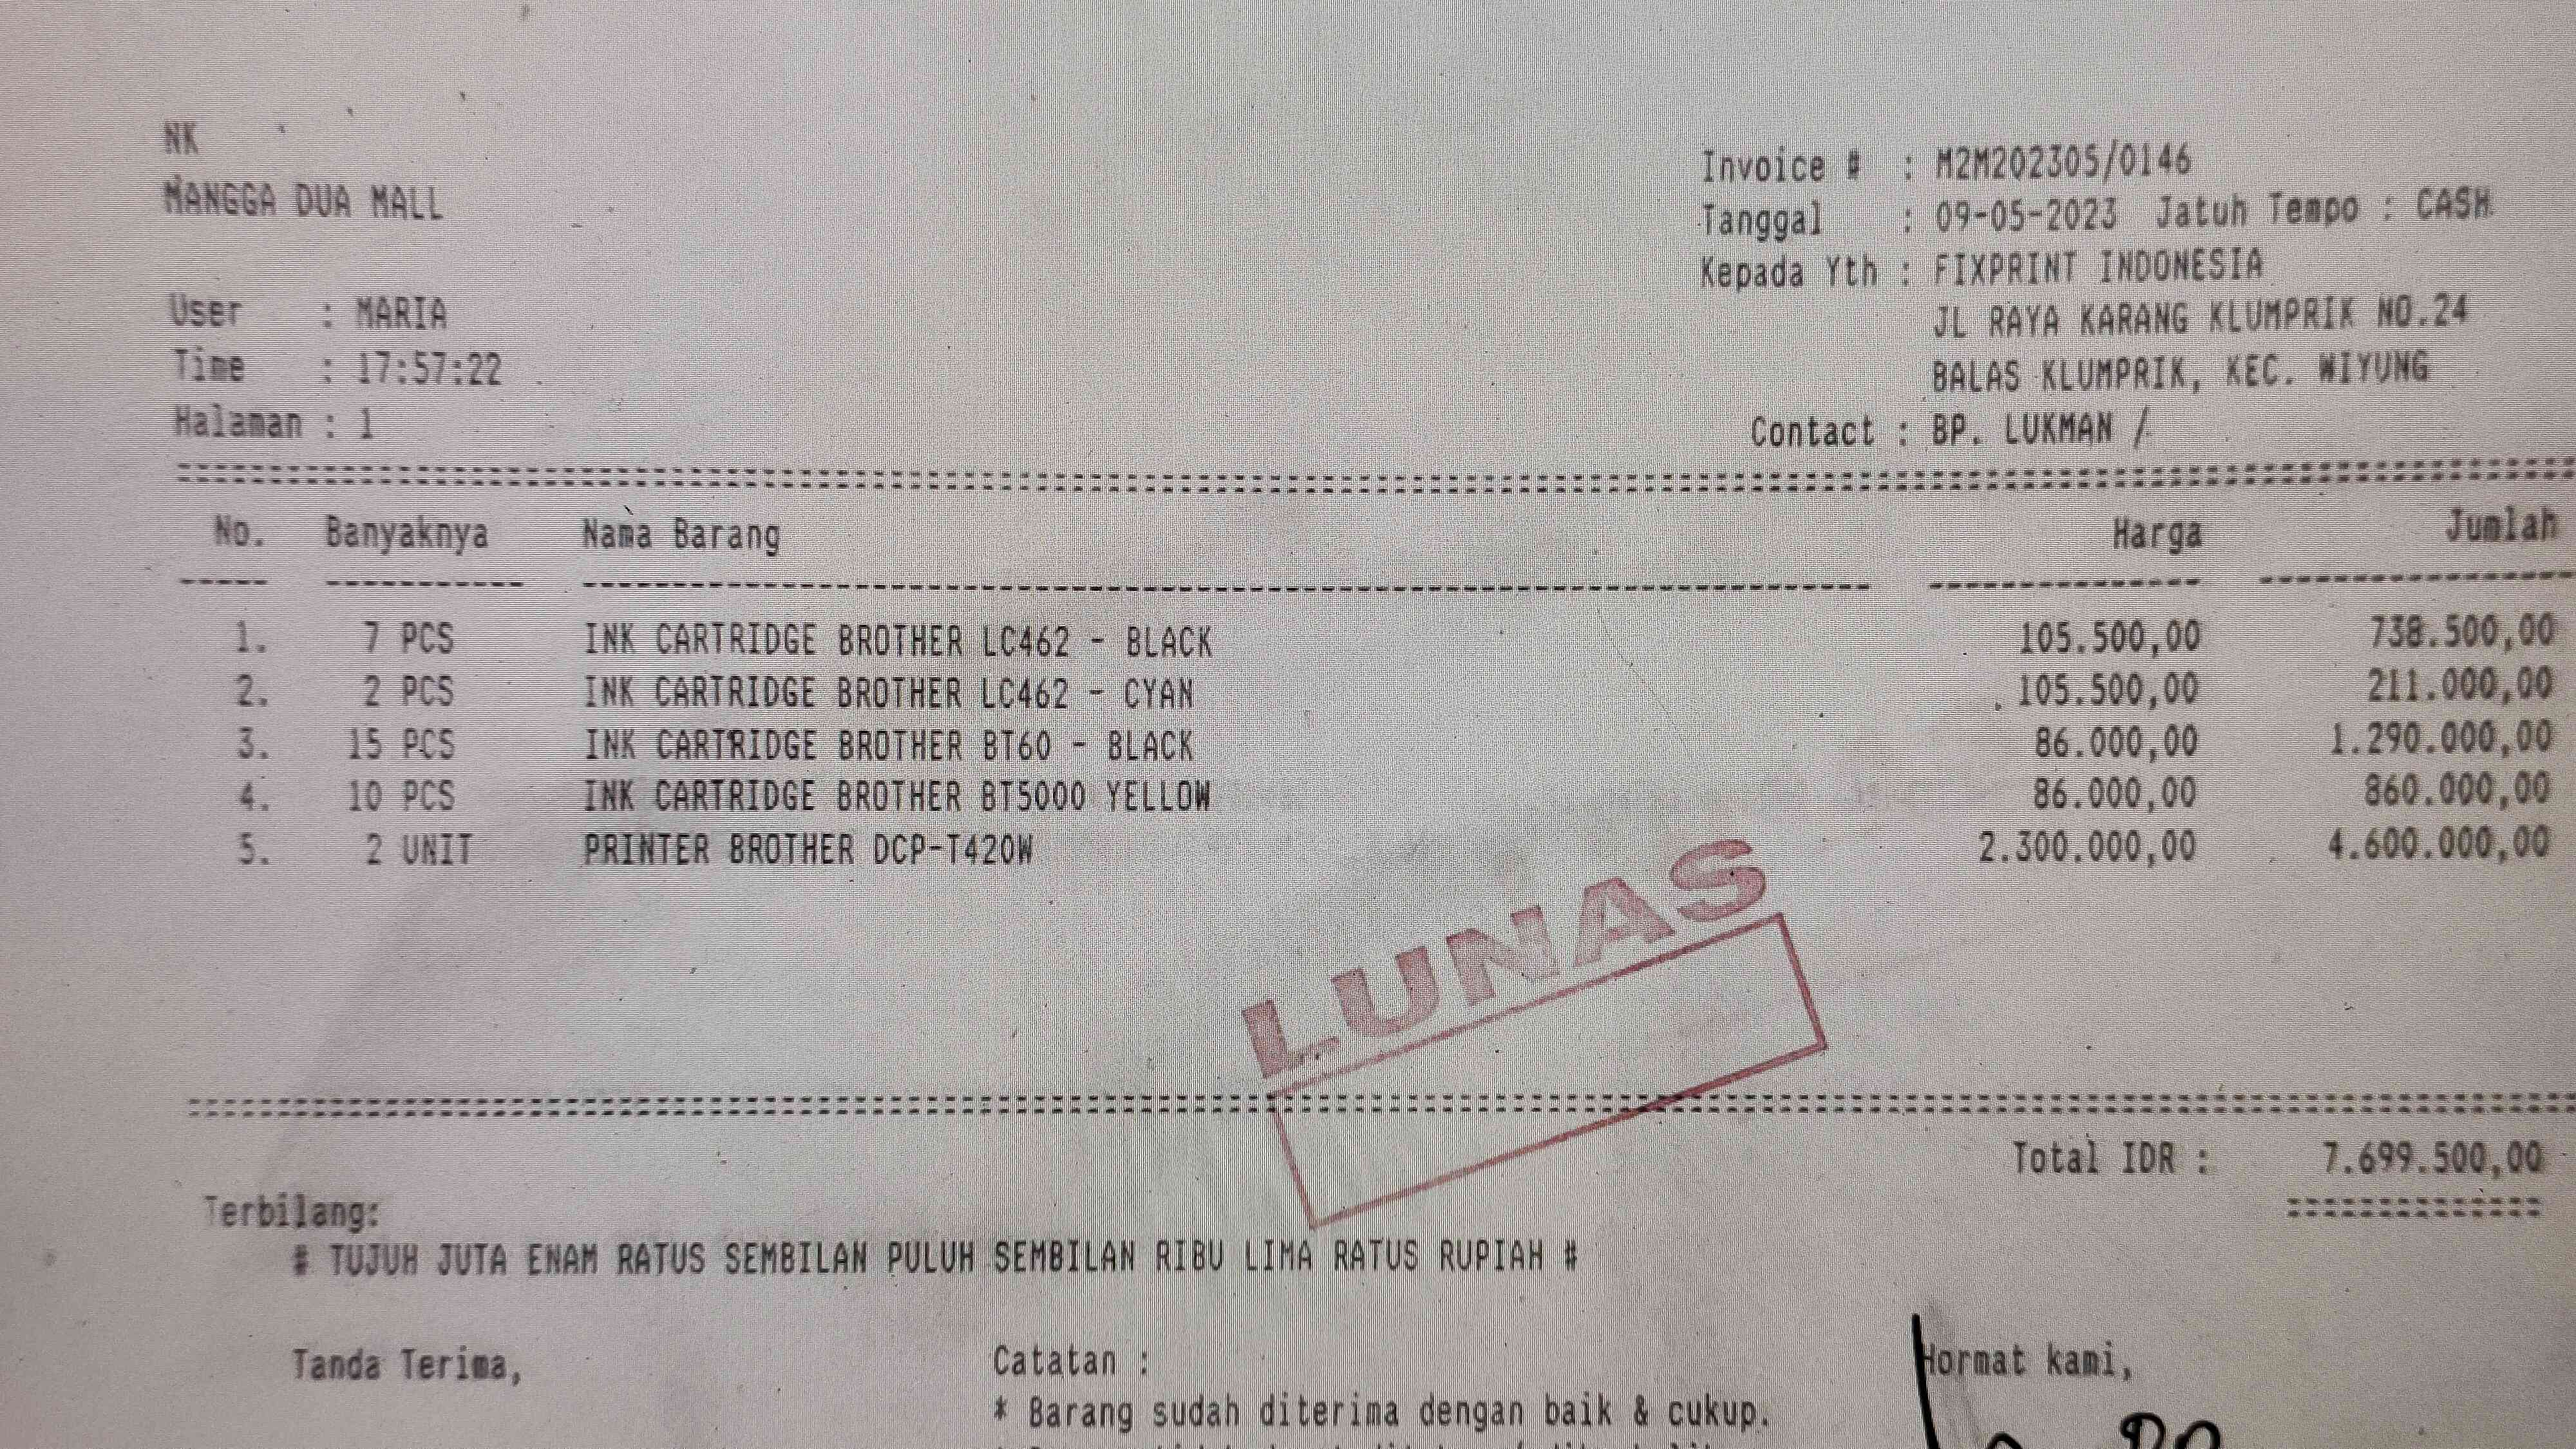 NK
MANGGA DUA MALL
Invoice # : M2M202305/0146
Tanggal : 09-05-2023 Jatuh Tempo : CASH
Kepada Yth : FIXPRINT INDONESIA
JL RAYA KARANG KLUMPRIK NO.24
BALAS KLUMPRIK, KEC. WIYUNG
Contact : BP. LUKMAN /
User : MARIA
Time : 17:57:22
Halaman : 1
No. Banyaknya Nama Barang Harga Jumlah
1. 7 PCS INK CARTRIDGE BROTHER LC462 - BLACK 105.500,00 738.500,00
2. 2 PCS INK CARTRIDGE BROTHER LC462 - CYAN 105.500,00 211.000,00
3. 15 PCS INK CARTRIDGE BROTHER BT60 - BLACK 86.000,00 1.290.000,00
4. 10 PCS INK CARTRIDGE BROTHER BT5000 YELLOW 86.000,00 860.000,00
5. 2 UNIT PRINTER BROTHER DCP-T420W 2.300.000,00 4.600.000,00
LUNAS
Total IDR : 7.699.500,00
Terbilang:
# TUJUH JUTA ENAM RATUS SEMBILAN PULUH SEMBILAN RIBU LIMA RATUS RUPIAH #
Tanda Terima,
Catatan :
Hormat kami,
* Barang sudah diterima dengan baik & cukup.